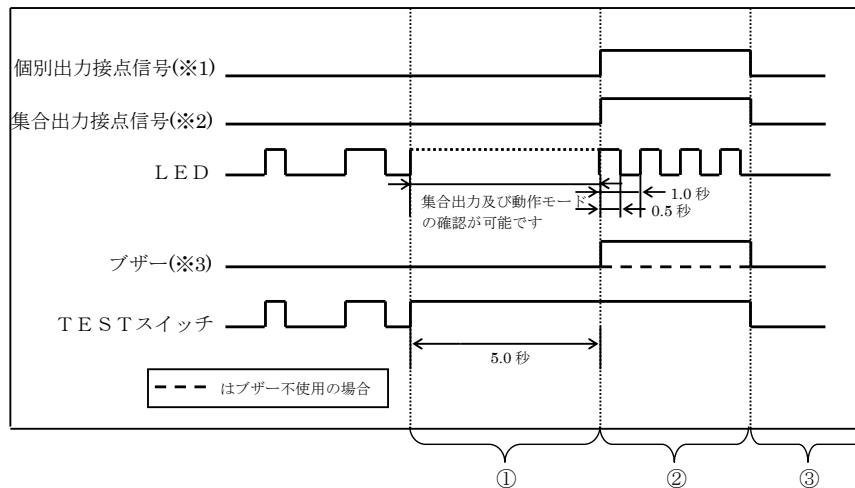 個別出力接点信号(※1)
集合出力接点信号(※2)
ＬＥＤ
集合出力及び動作モード
の確認が可能です
1.0 秒
0.5 秒
ブザー(※3)
ＴＥＳＴスイッチ
5.0 秒
はブザー不使用の場合
①
②
③